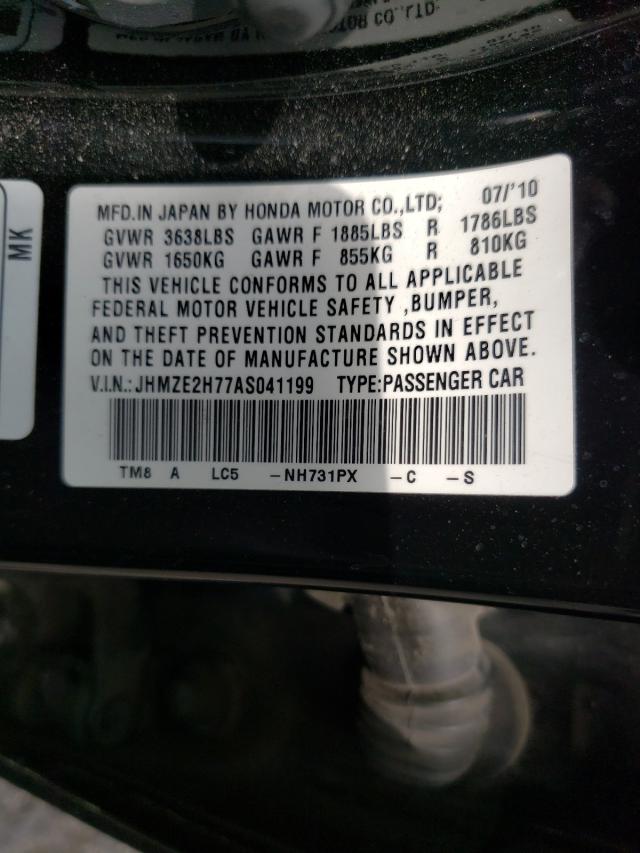 MFD.IN JAPAN BY HONDA MOTOR CO.,LTD; 07/'10
GVWR 3638LBS GAWR F 1885LBS R 1786LBS
GVWR 1650KG GAWR F 855KG R 810KG
THIS VEHICLE CONFORMS TO ALL APPLICABLE
FEDERAL MOTOR VEHICLE SAFETY ,BUMPER,
AND THEFT PREVENTION STANDARDS IN EFFECT
ON THE DATE OF MANUFACTURE SHOWN ABOVE.
V.I.N.:JHMZE2H77AS041199 TYPE:PASSENGER CAR
TM8 A LC5 -NH731PX -C -S
MK